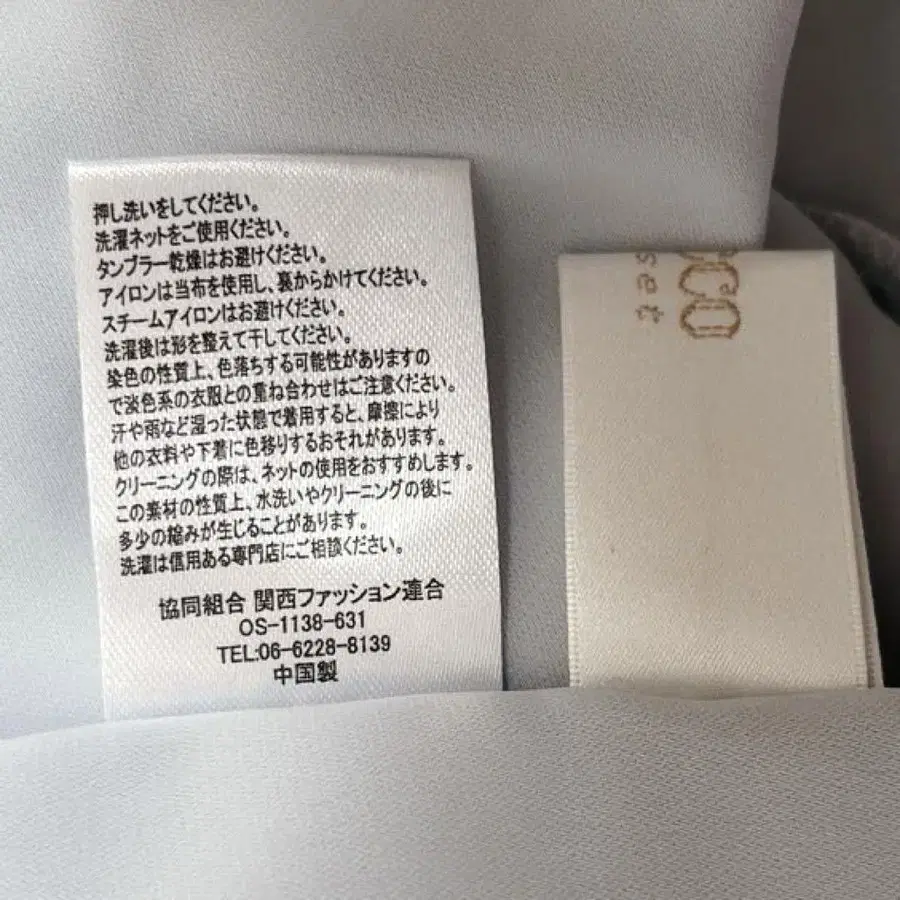 押し洗いをしてください。
洗濯ネットをご使用ください。
タンブラー乾燥はお避けください。
アイロンは当布を使用し、裏からかけてください。
スチームアイロンはお避けください。
洗濯後は形を整えて干してください。
染色の性質上、色落ちする可能性がありますの
で淡色系の衣服との重ね合わせはご注意ください。
汗や雨など湿った状態で着用すると、摩擦により
他の衣料や下着に色移りするおそれがあります。
クリーニングの際は、ネットの使用をおすすめします。
この素材の性質上、水洗いやクリーニングの後に
多少の縮みが生じることがあります。
洗濯は信用ある専門店にご相談ください。
協同組合 関西ファッション連合
OS-1138-631
TEL:06-6228-8139
中国製
set